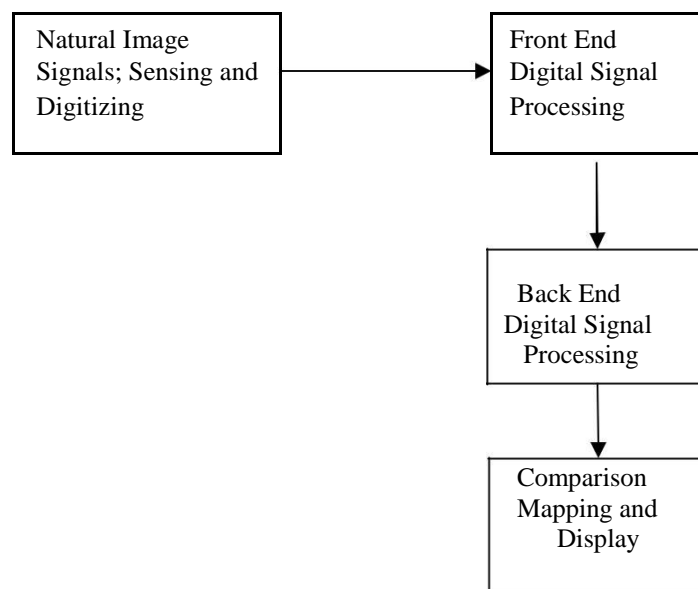 Natural Image
Signals; Sensing and
Digitizing
Front End
Digital Signal
Processing
Back End
Digital Signal
Processing
Comparison
Mapping and
Display